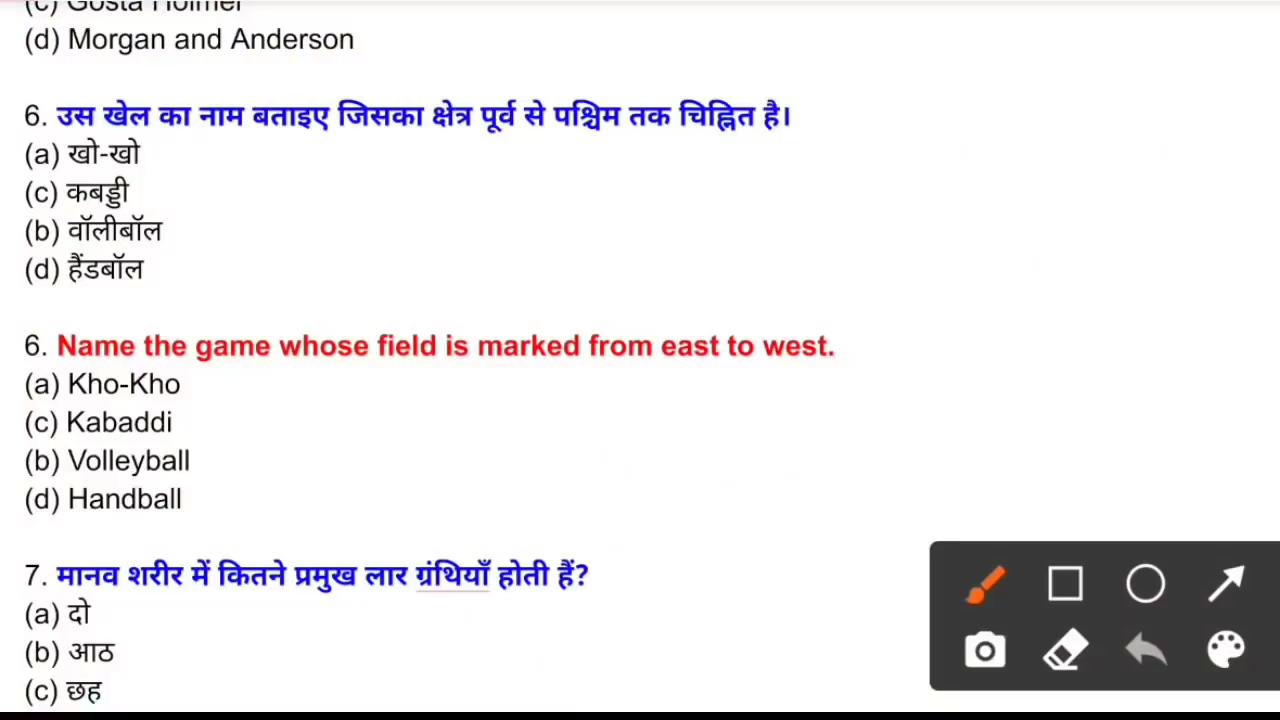 (d) Morgan and Anderson
6. उस खेल का नाम बताइए जिसका क्षेत्र पूर्व से पश्चिम तक चिह्नित है।
(a) खो-खो
(c) कबड्डी
(b) वॉलीबॉल
(d) हैंडबॉल
6. Name the game whose field is marked from east to west.
(a) Kho-Kho
(c) Kabaddi
(b) Volleyball
(d) Handball
7. मानव शरीर में कितने प्रमुख लार ग्रंथियाँ होती हैं?
(a) दो
(b) आठ
(c) छह